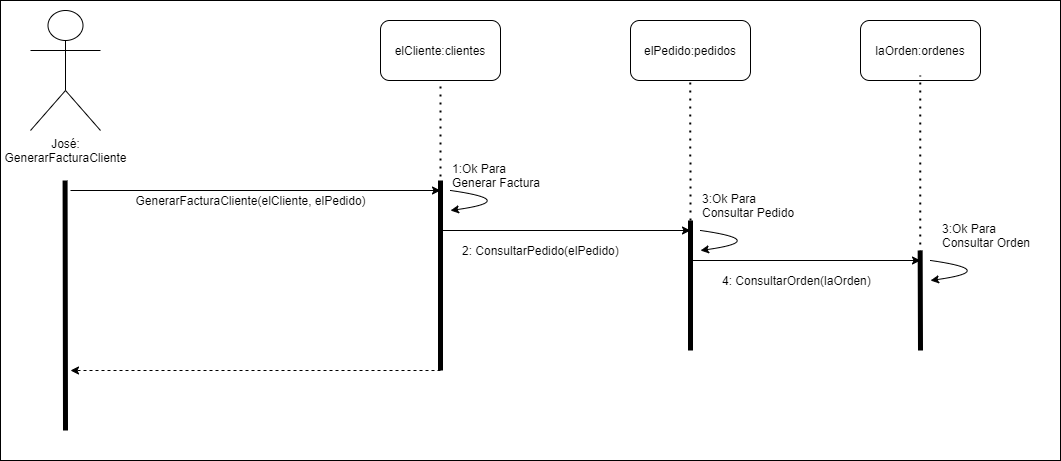 elCliente:clientes
elPedido:pedidos
laOrden:ordenes
José:
GenerarFacturaCliente
1:Ok Para
Generar Factura
GenerarFacturaCliente(elCliente, elPedido)
3:Ok Para
Consultar Pedido
2: ConsultarPedido(elPedido)
3:Ok Para
Consultar Orden
4: ConsultarOrden(laOrden)